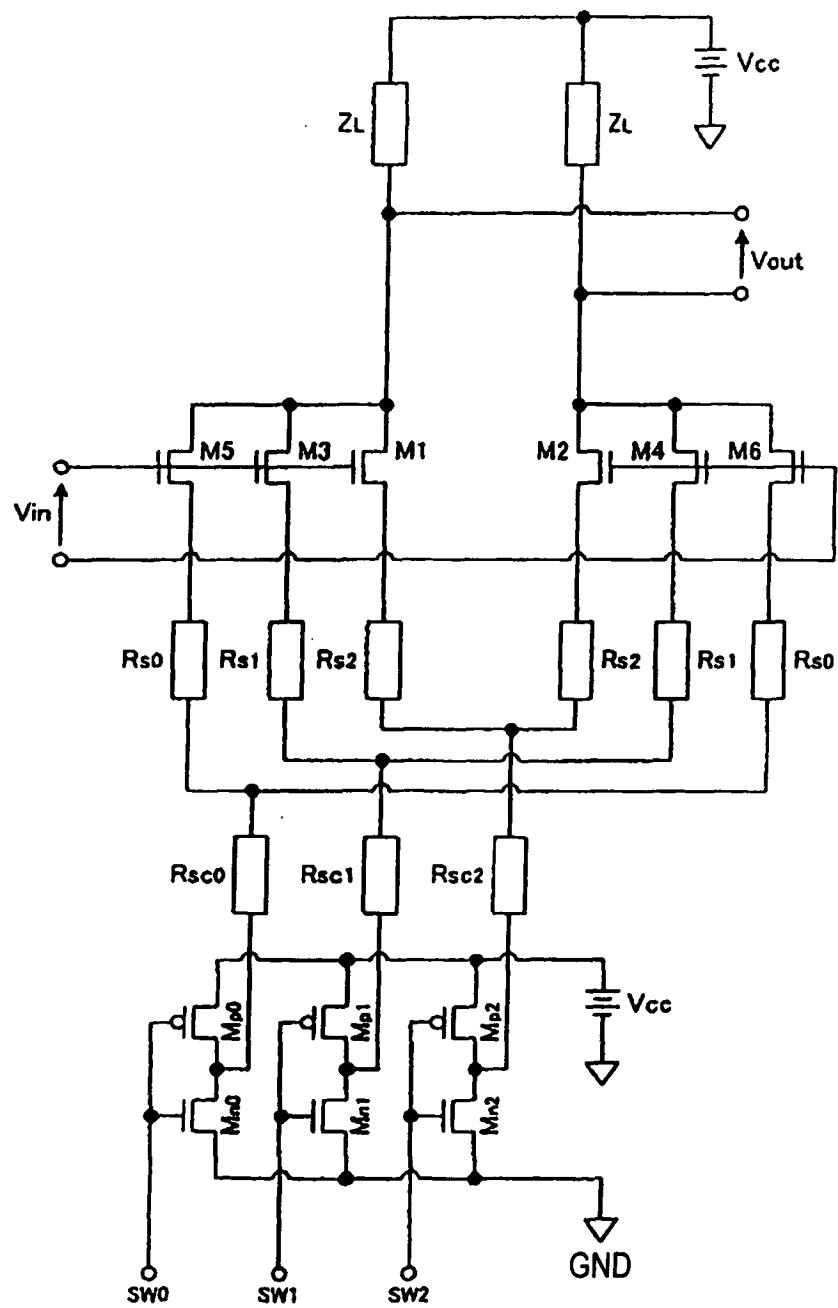 Vcc
ZL ZL
Vout
M5 M3 M1 M2 M4 M6
Vin
Rs0 Rs1 Rs2 Rs2 Rs1 Rs0
Rsc0 Rsc1 Rsc2
Mp0 Mp1 Mp2 Vcc
Mn0 Mn1 Mn2
GND
SW0 SW1 SW2